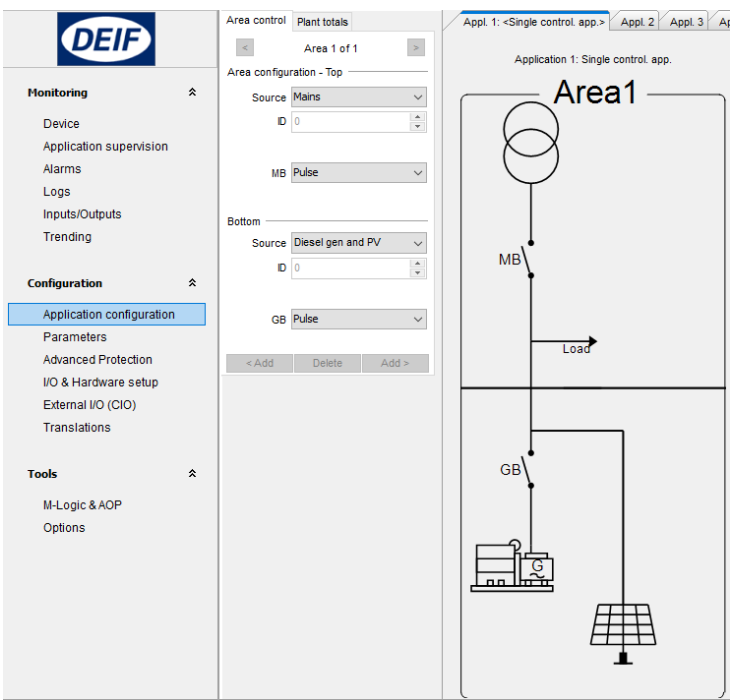 DEIF
Monitoring
Device
Application supervision
Alarms
Logs
Inputs/Outputs
Trending
Configuration
Application configuration
Parameters
Advanced Protection
I/O & Hardware setup
External I/O (CIO)
Translations
Tools
M-Logic & AOP
Options
Area control Plant totals
< Area 1 of 1 >
Area configuration - Top
Source Mains
ID 0
MB Pulse
Bottom
Source Diesel gen and PV
ID 0
GB Pulse
< Add Delete Add >
Appl. 1: <Single control. app.> Appl. 2 Appl. 3
Application 1: Single control. app.
Area1
MB
Load
GB
G